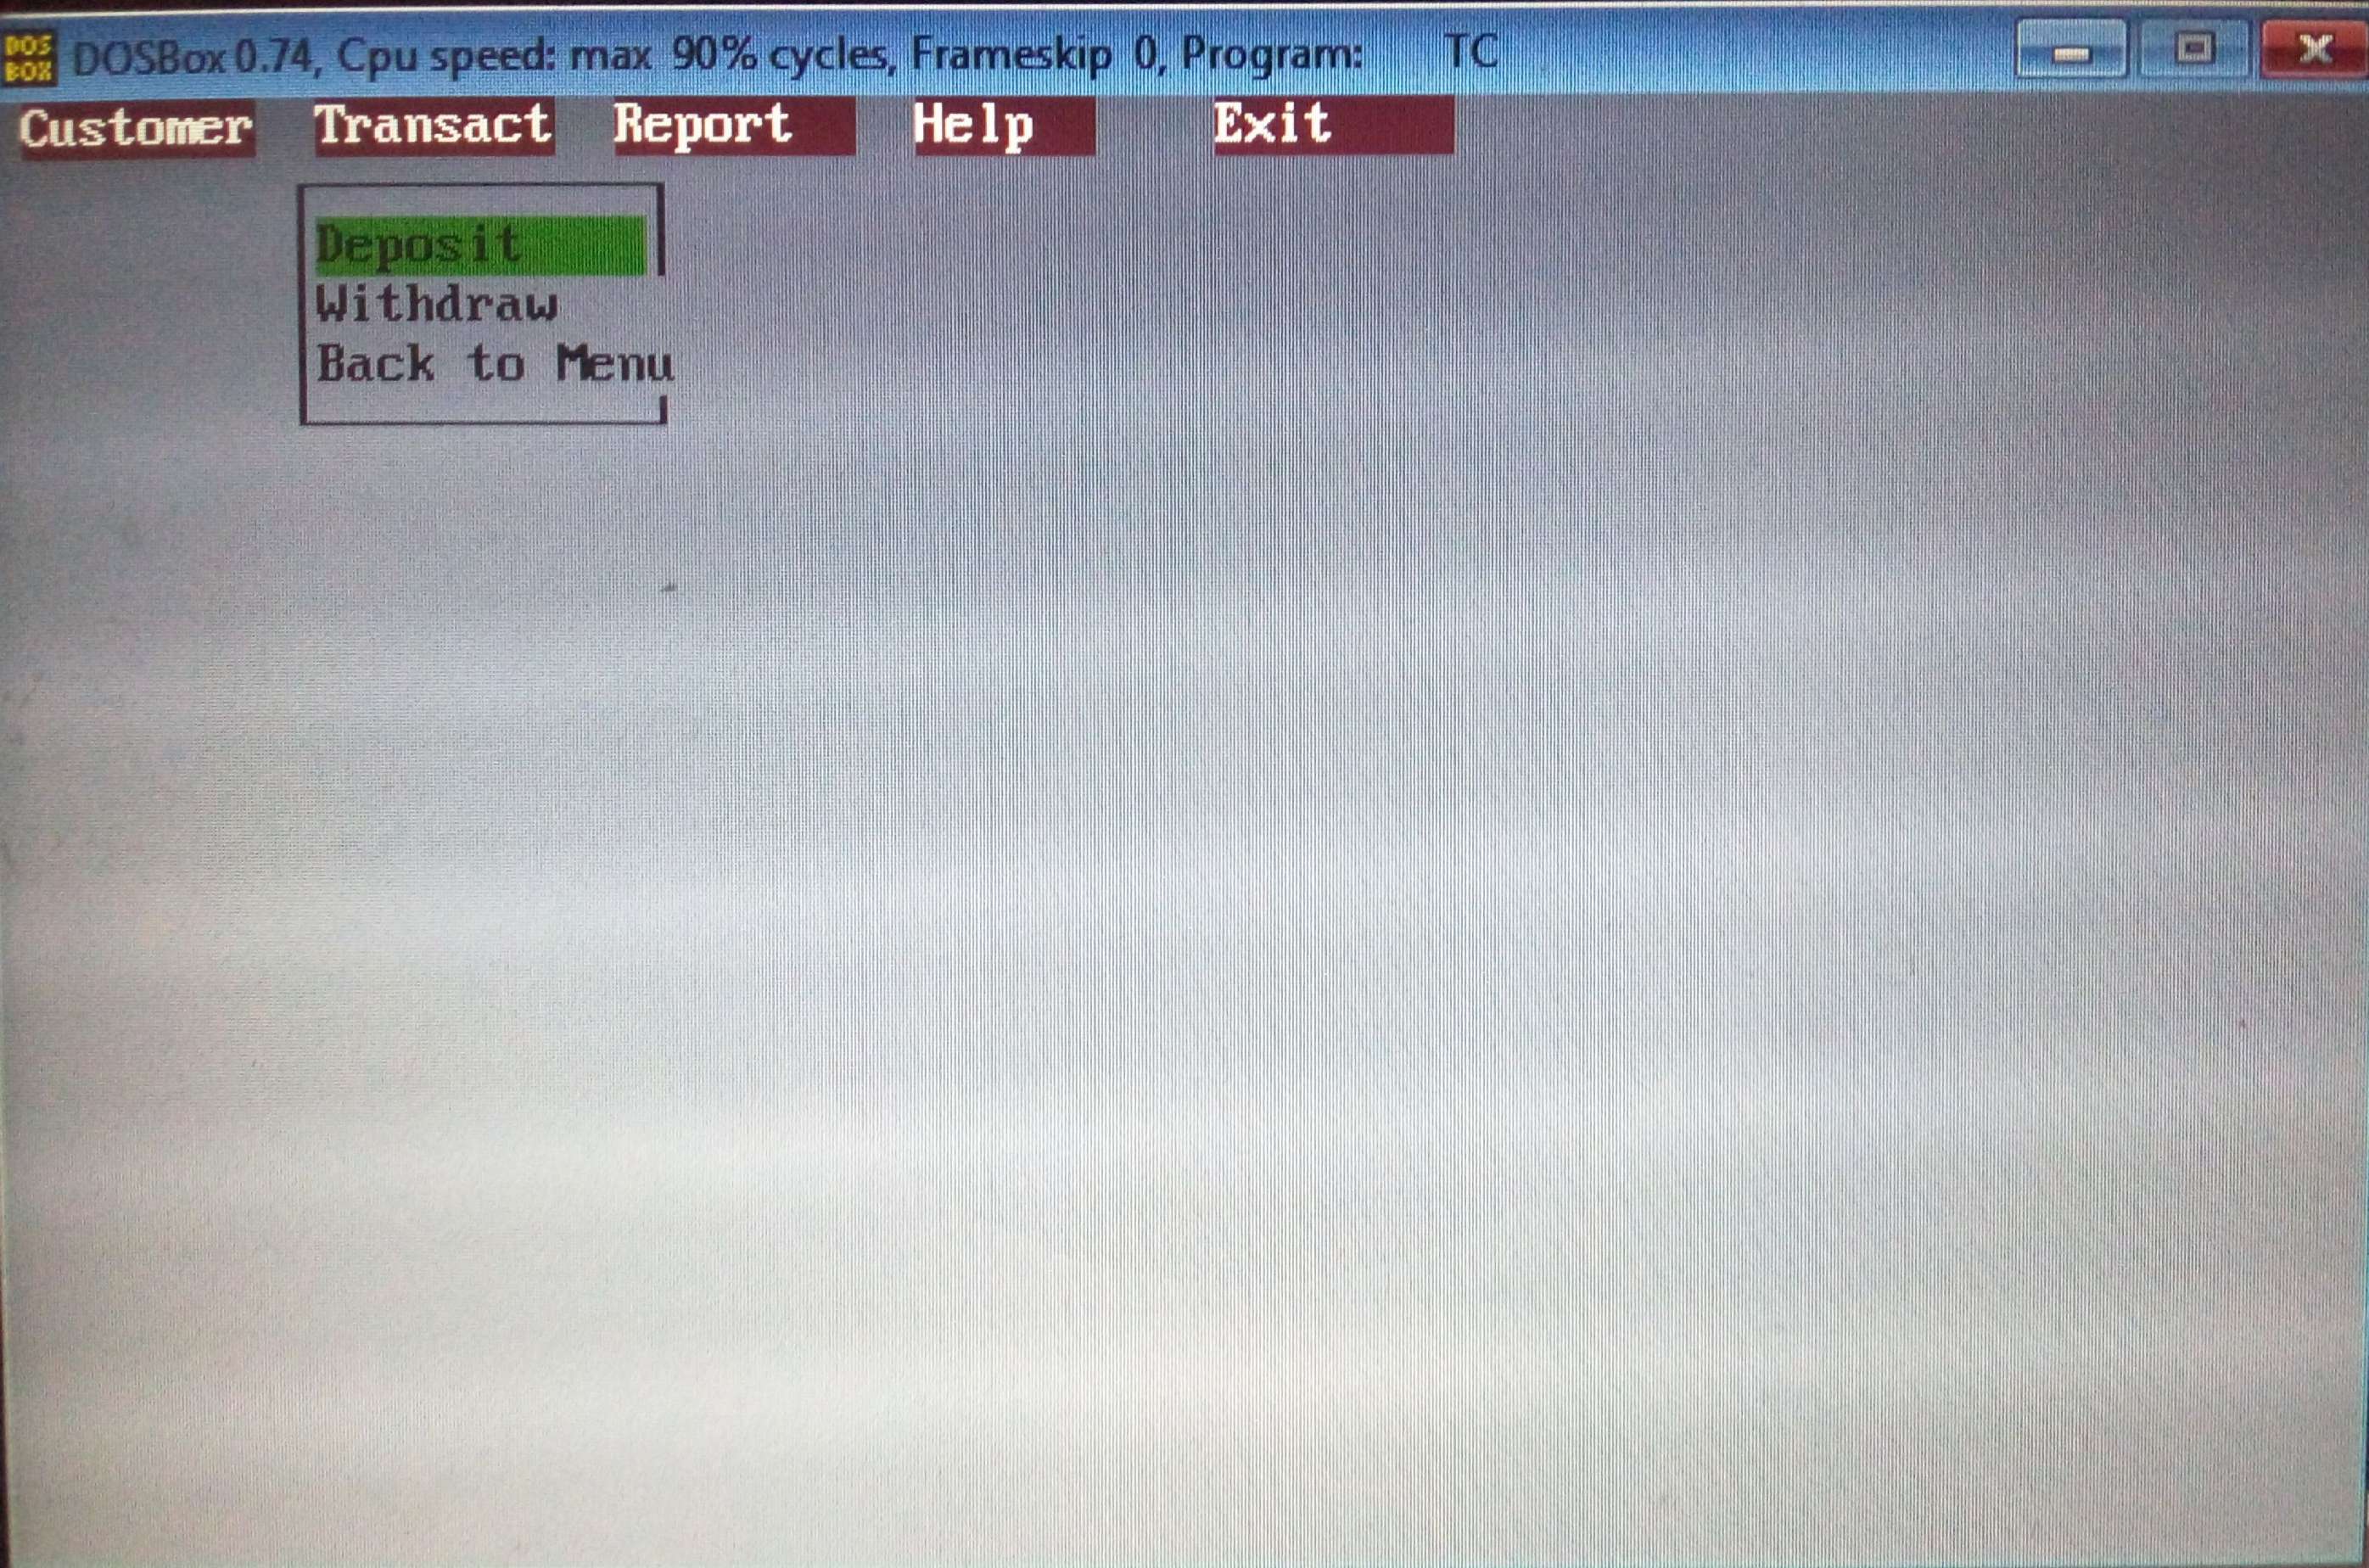 DOS BOX DOSBox 0.74, Cpu speed: max 90% cycles, Frameskip 0, Program: TC
Customer Transact Report Help Exit
Deposit
Withdraw
Back to Menu